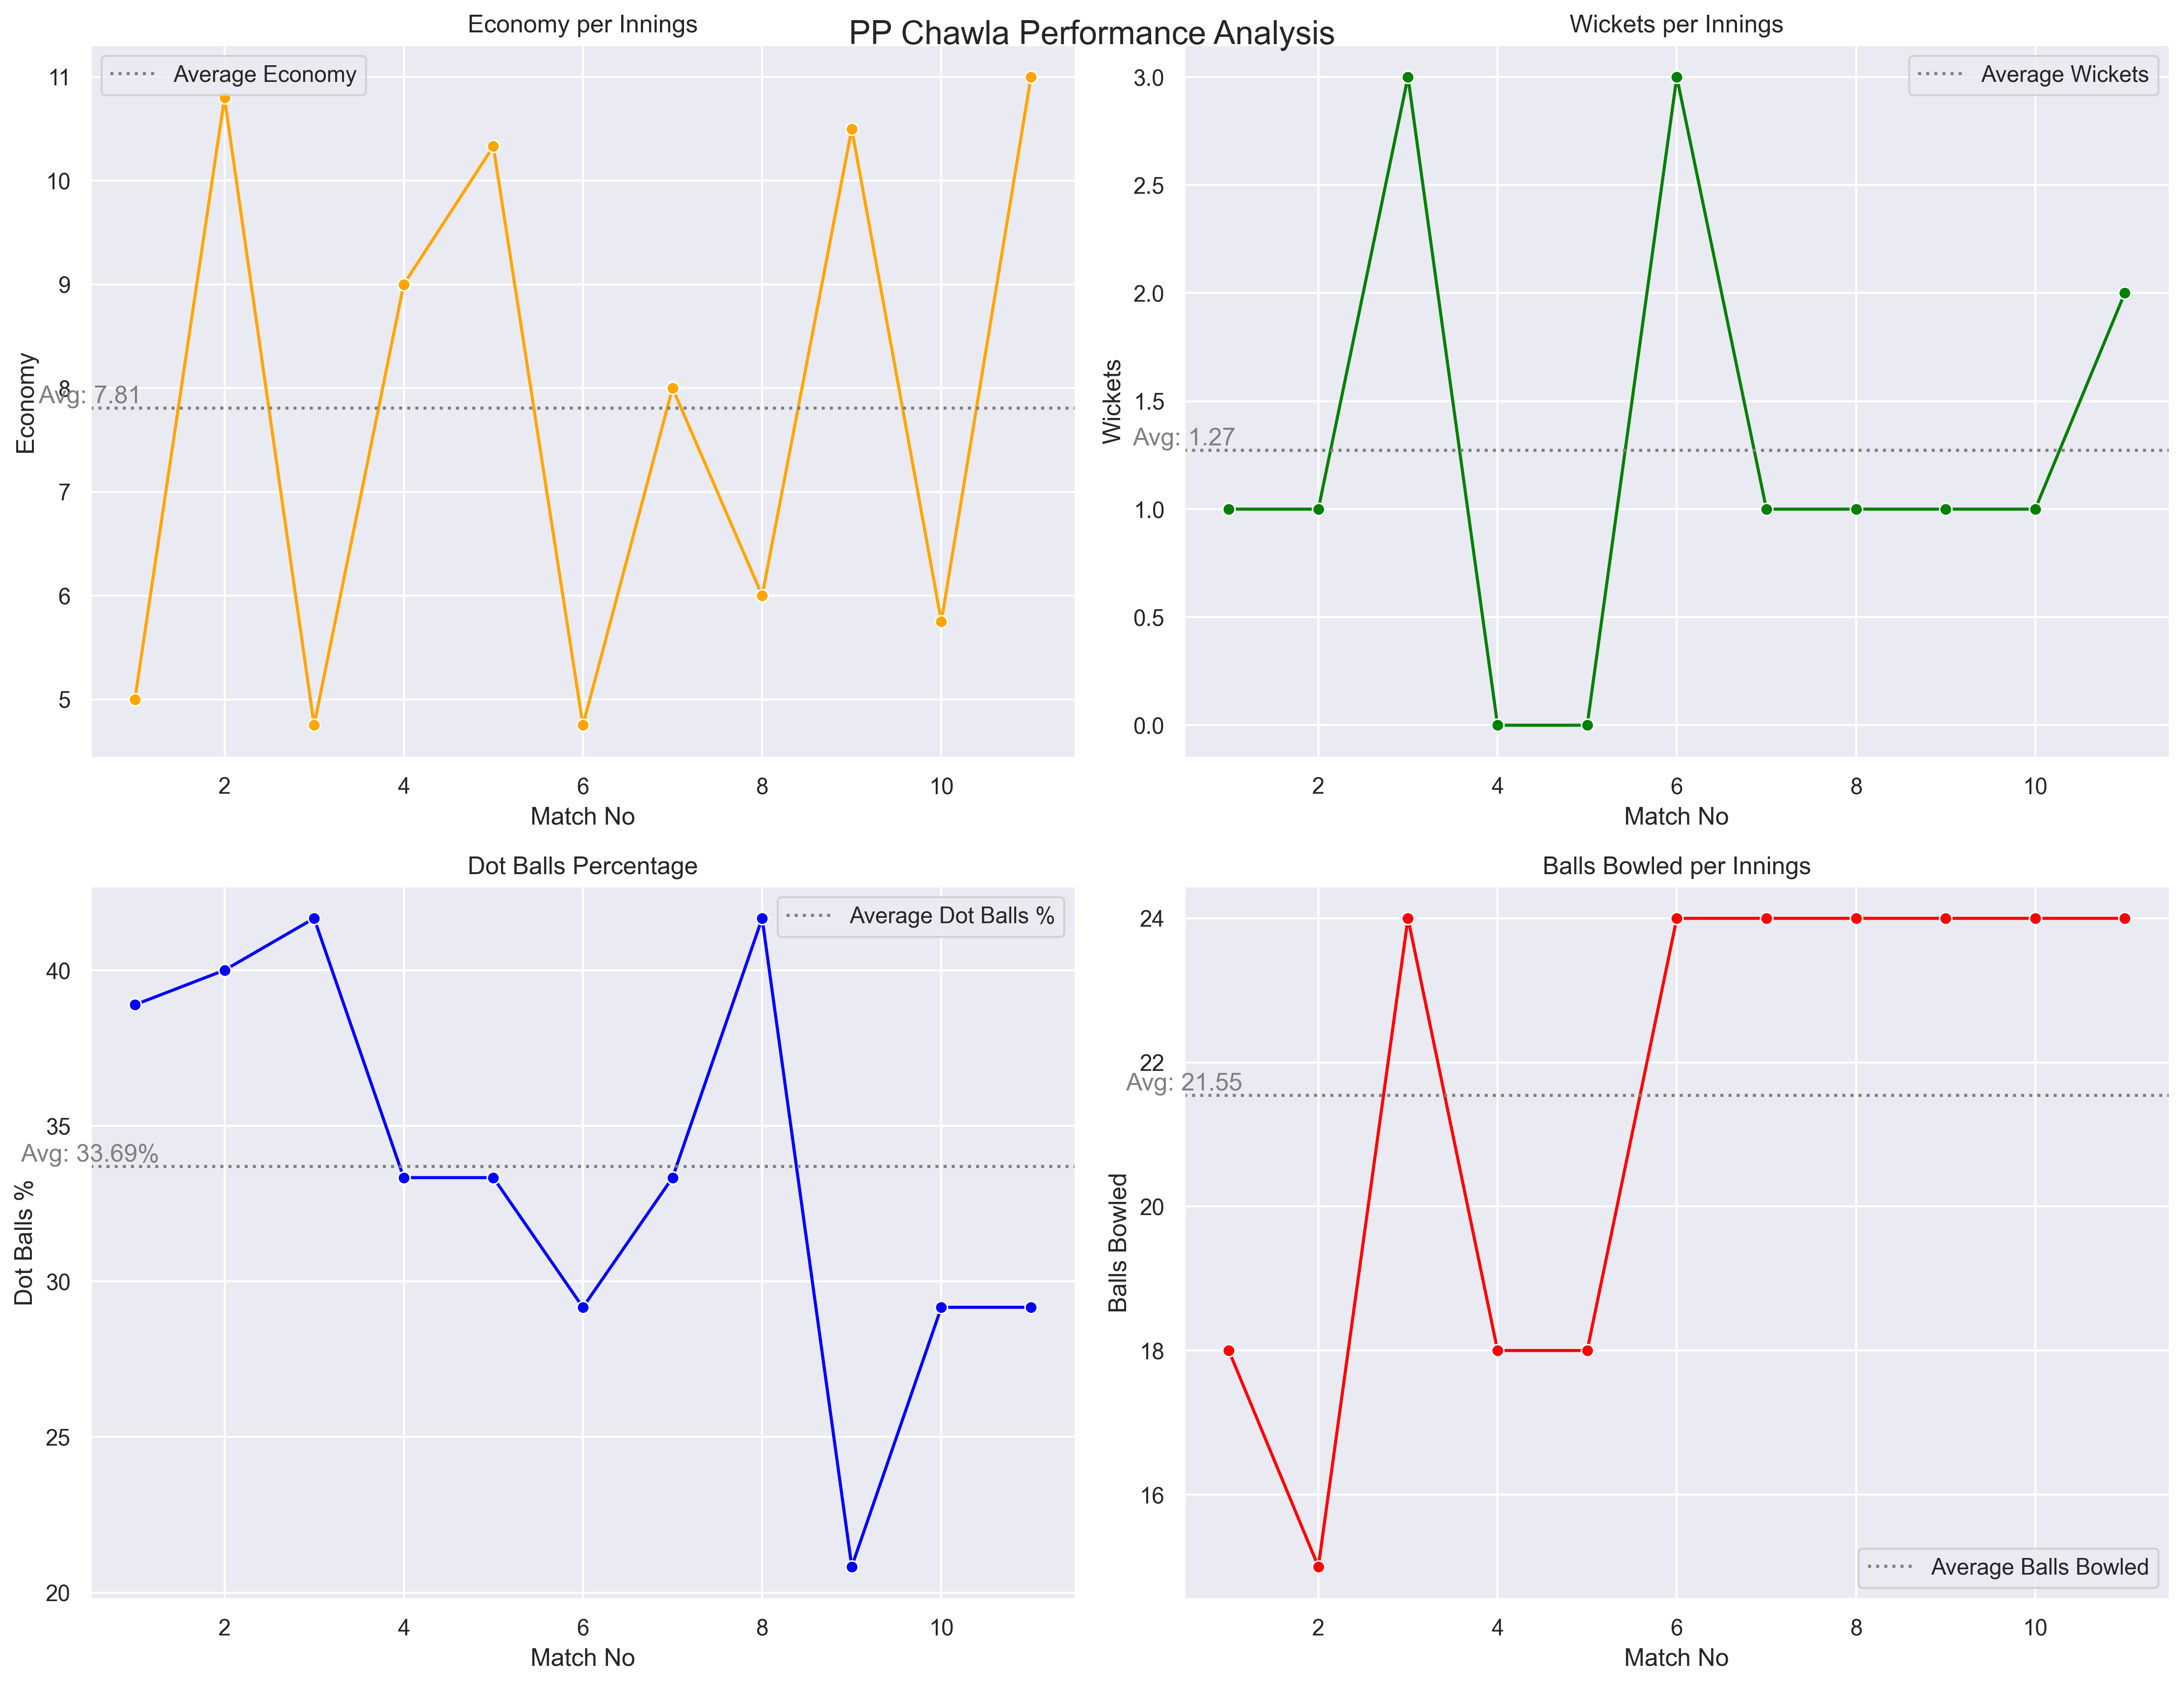 PP Chawla Performance Analysis
Economy per Innings
Average Economy
11
10
9
8
7
6
5
Avg: 7.81
Economy
2 4 6 8 10
Match No
Wickets per Innings
Average Wickets
3.0
2.5
2.0
1.5
1.0
0.5
0.0
Avg: 1.27
Wickets
2 4 6 8 10
Match No
Dot Balls Percentage
Average Dot Balls %
40
35
30
25
20
Avg: 33.69%
Dot Balls %
2 4 6 8 10
Match No
Balls Bowled per Innings
24
22
20
18
16
Avg: 21.55
Balls Bowled
Average Balls Bowled
2 4 6 8 10
Match No